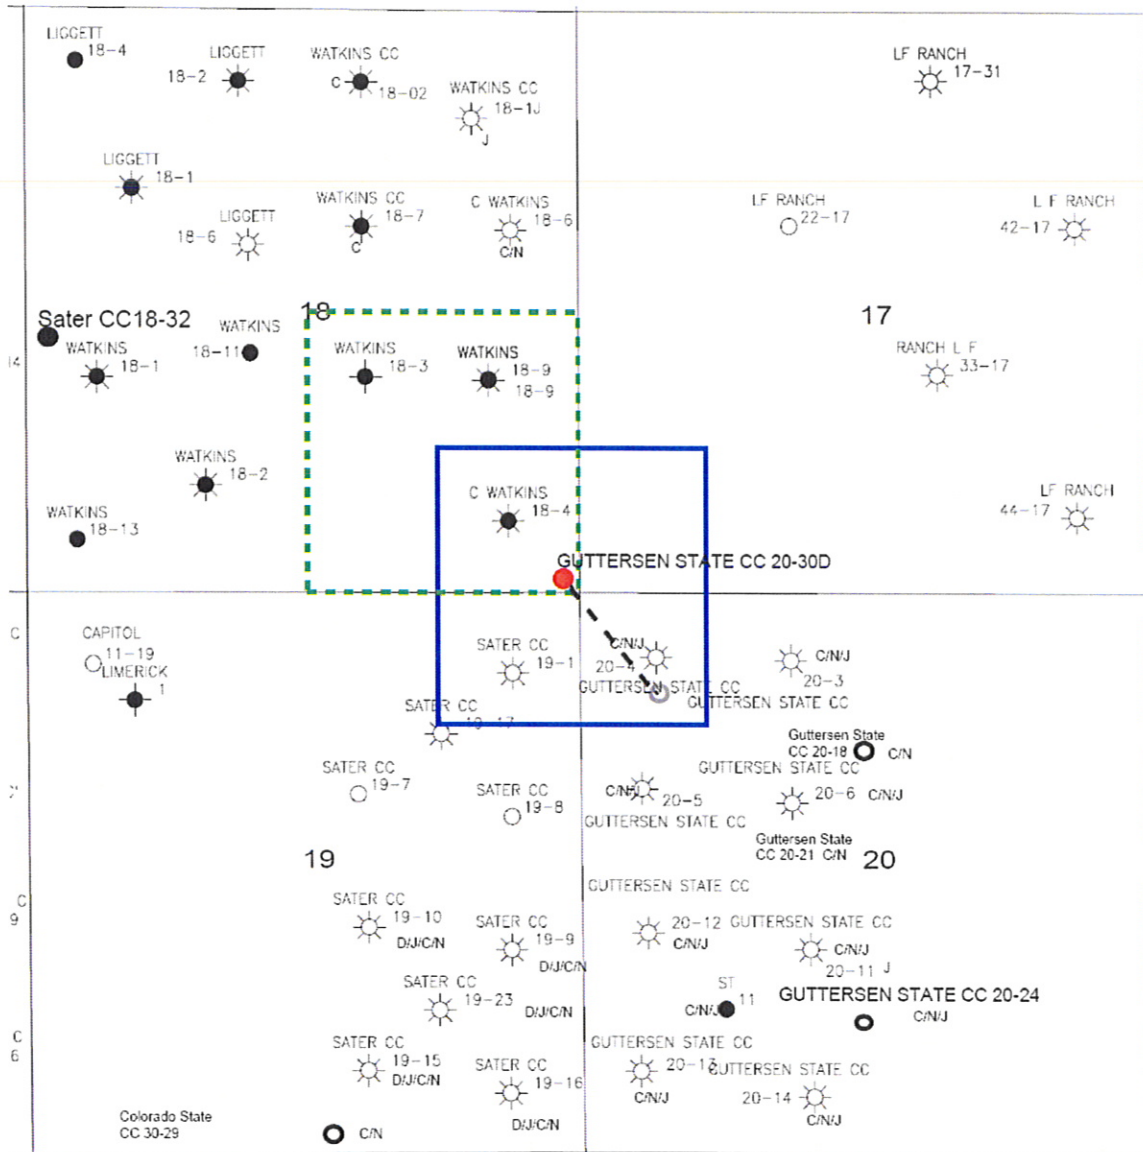 LIGGETT
18-4
LIGGETT
18-2
WATKINS CC
C
18-02
WATKINS CC
18-1J
J
LF RANCH
17-31
LIGGETT
18-1
LIGGETT
18-6
WATKINS CC
18-7
C
C WATKINS
18-6
C/N
LF RANCH
22-17
L F RANCH
42-17
18
17
Sater CC18-32
WATKINS
18-11
WATKINS
18-1
WATKINS
18-3
WATKINS
18-9
18-9
RANCH L F
33-17
WATKINS
18-2
C WATKINS
18-4
LF RANCH
44-17
WATKINS
18-13
GUTTERSEN STATE CC 20-30D
C
CAPITOL
11-19
LIMERICK
1
SATER CC
19-1
C/N/J
20-4
C/N/J
20-3
GUTTERSEN STATE CC
GUTTERSEN STATE CC
SATER CC
19-17
Guttersen State
CC 20-18
C/N
SATER CC
19-7
SATER CC
19-8
C/N/J
20-5
GUTTERSEN STATE CC
20-6
C/N/J
GUTTERSEN STATE CC
Guttersen State
CC 20-21 C/N
19
20
C
9
GUTTERSEN STATE CC
SATER CC
19-10
D/J/C/N
SATER CC
19-9
D/J/C/N
20-12
C/N/J
GUTTERSEN STATE CC
C/N/J
20-11 J
SATER CC
19-23
D/J/C/N
ST
11
C/N/J
GUTTERSEN STATE CC 20-24
C/N/J
C
6
SATER CC
19-15
D/J/C/N
SATER CC
19-16
D/J/C/N
GUTTERSEN STATE CC
20-13
C/N/J
GUTTERSEN STATE CC
20-14
C/N/J
Colorado State
CC 30-29
C/N